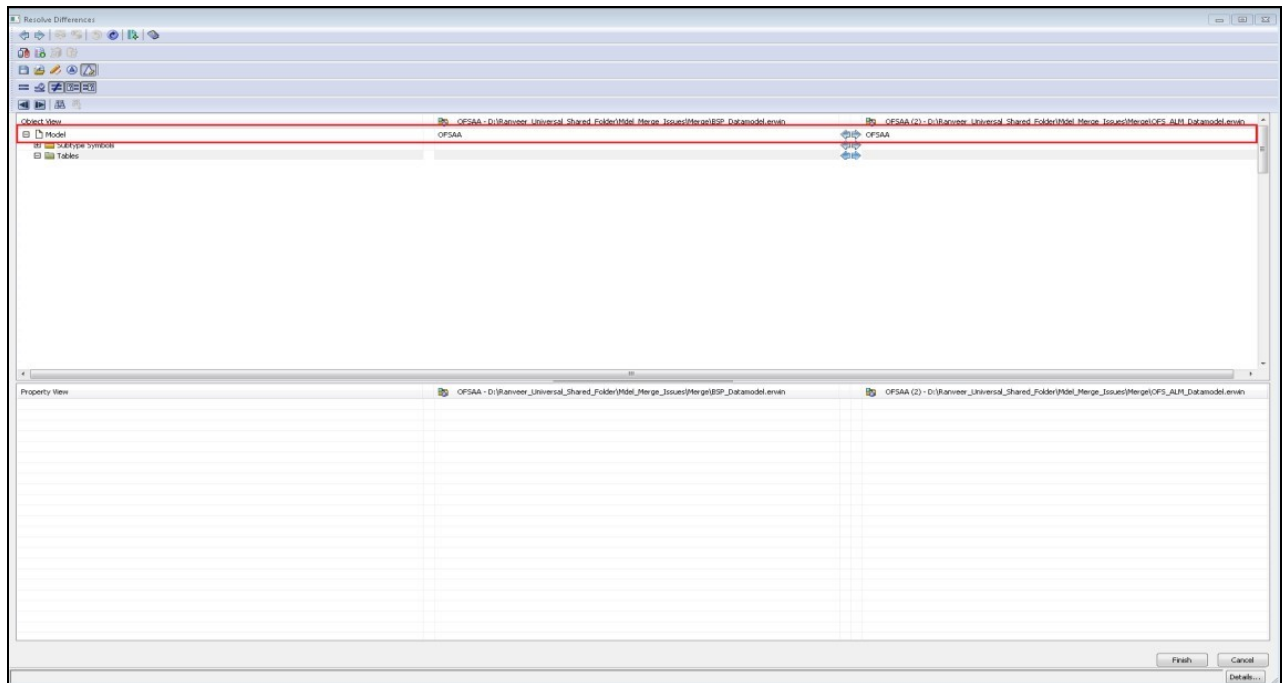 Resolve Differences
Object View OFSAA - D:\Ranveer_Universal_Shared_Folder\Mdel_Merge_Issues\Merge\BSP_Datamodel.erwin OFSAA (2) - D:\Ranveer_Universal_Shared_Folder\Mdel_Merge_Issues\Merge\OFS_ALM_Datamodel.erwin
Model OFSAA OFSAA
Subtype Symbols
Tables
Property View OFSAA - D:\Ranveer_Universal_Shared_Folder\Mdel_Merge_Issues\Merge\BSP_Datamodel.erwin OFSAA (2) - D:\Ranveer_Universal_Shared_Folder\Mdel_Merge_Issues\Merge\OFS_ALM_Datamodel.erwin
Finish Cancel
Details...